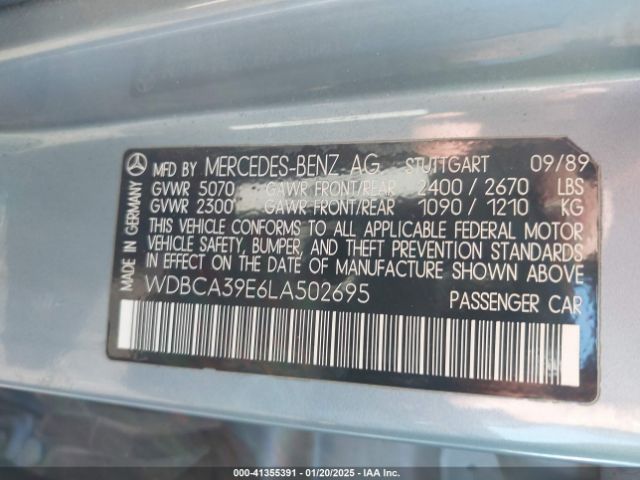 MFD BY MERCEDES-BENZ AG STUTTGART 09/89
GVWR 5070 GAWR FRONT/REAR 2400 / 2670 LBS
GVWR 2300 GAWR FRONT/REAR 1090 / 1210 KG
THIS VEHICLE CONFORMS TO ALL APPLICABLE FEDERAL MOTOR
VEHICLE SAFETY, BUMPER, AND THEFT PREVENTION STANDARDS
IN EFFECT ON THE DATE OF MANUFACTURE SHOWN ABOVE
WDBCA39E6LA502695 PASSENGER CAR
MADE IN GERMANY
000-41355391 | 01/20/2025 | IAA, LLC